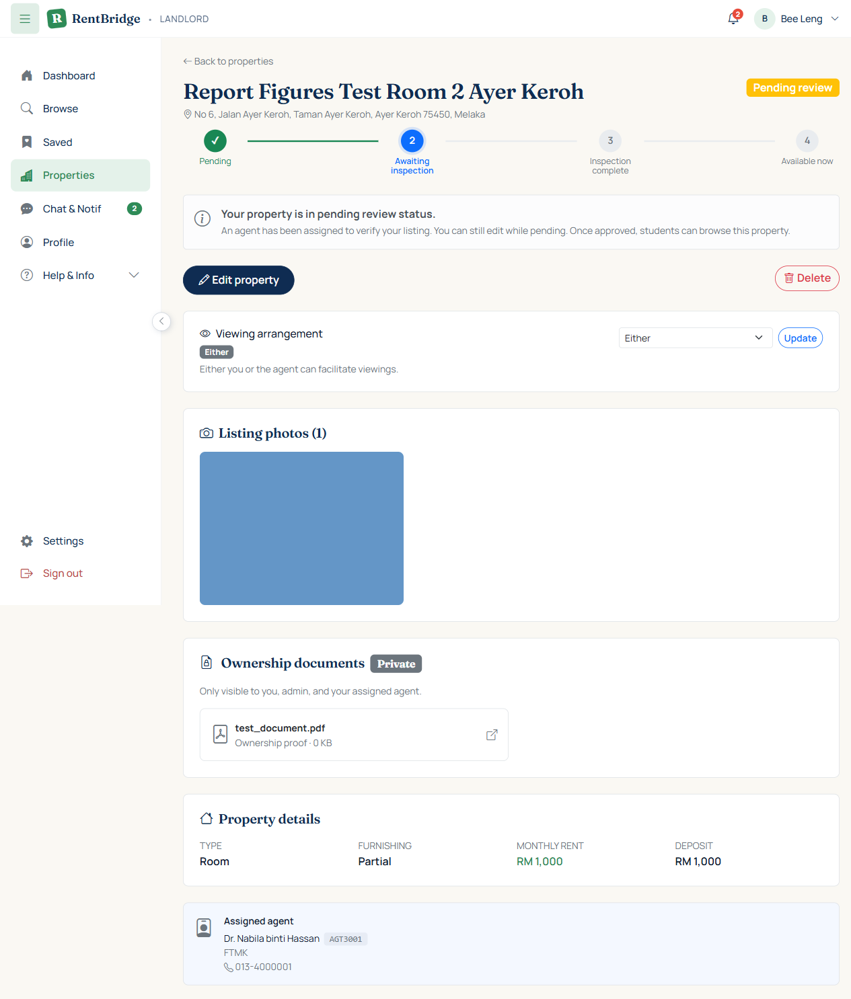 R RentBridge · LANDLORD
2
B Bee Leng
Dashboard
Browse
Saved
Properties
Chat & Notif 2
Profile
Help & Info
Settings
Sign out
← Back to properties
Report Figures Test Room 2 Ayer Keroh
Pending review
No 6, Jalan Ayer Keroh, Taman Ayer Keroh, Ayer Keroh 75450, Melaka
✓ 2 3 4
Pending
Awaiting
inspection
Inspection
complete
Available now
Your property is in pending review status.
An agent has been assigned to verify your listing. You can still edit while pending. Once approved, students can browse this property.
Edit property
Delete
Viewing arrangement
Either
Either you or the agent can facilitate viewings.
Either
Update
Listing photos (1)
Ownership documents Private
Only visible to you, admin, and your assigned agent.
test_document.pdf
Ownership proof · 0 KB
Property details
TYPE
Room
FURNISHING
Partial
MONTHLY RENT
RM 1,000
DEPOSIT
RM 1,000
Assigned agent
Dr. Nabila binti Hassan AGT3001
FTMK
013-4000001